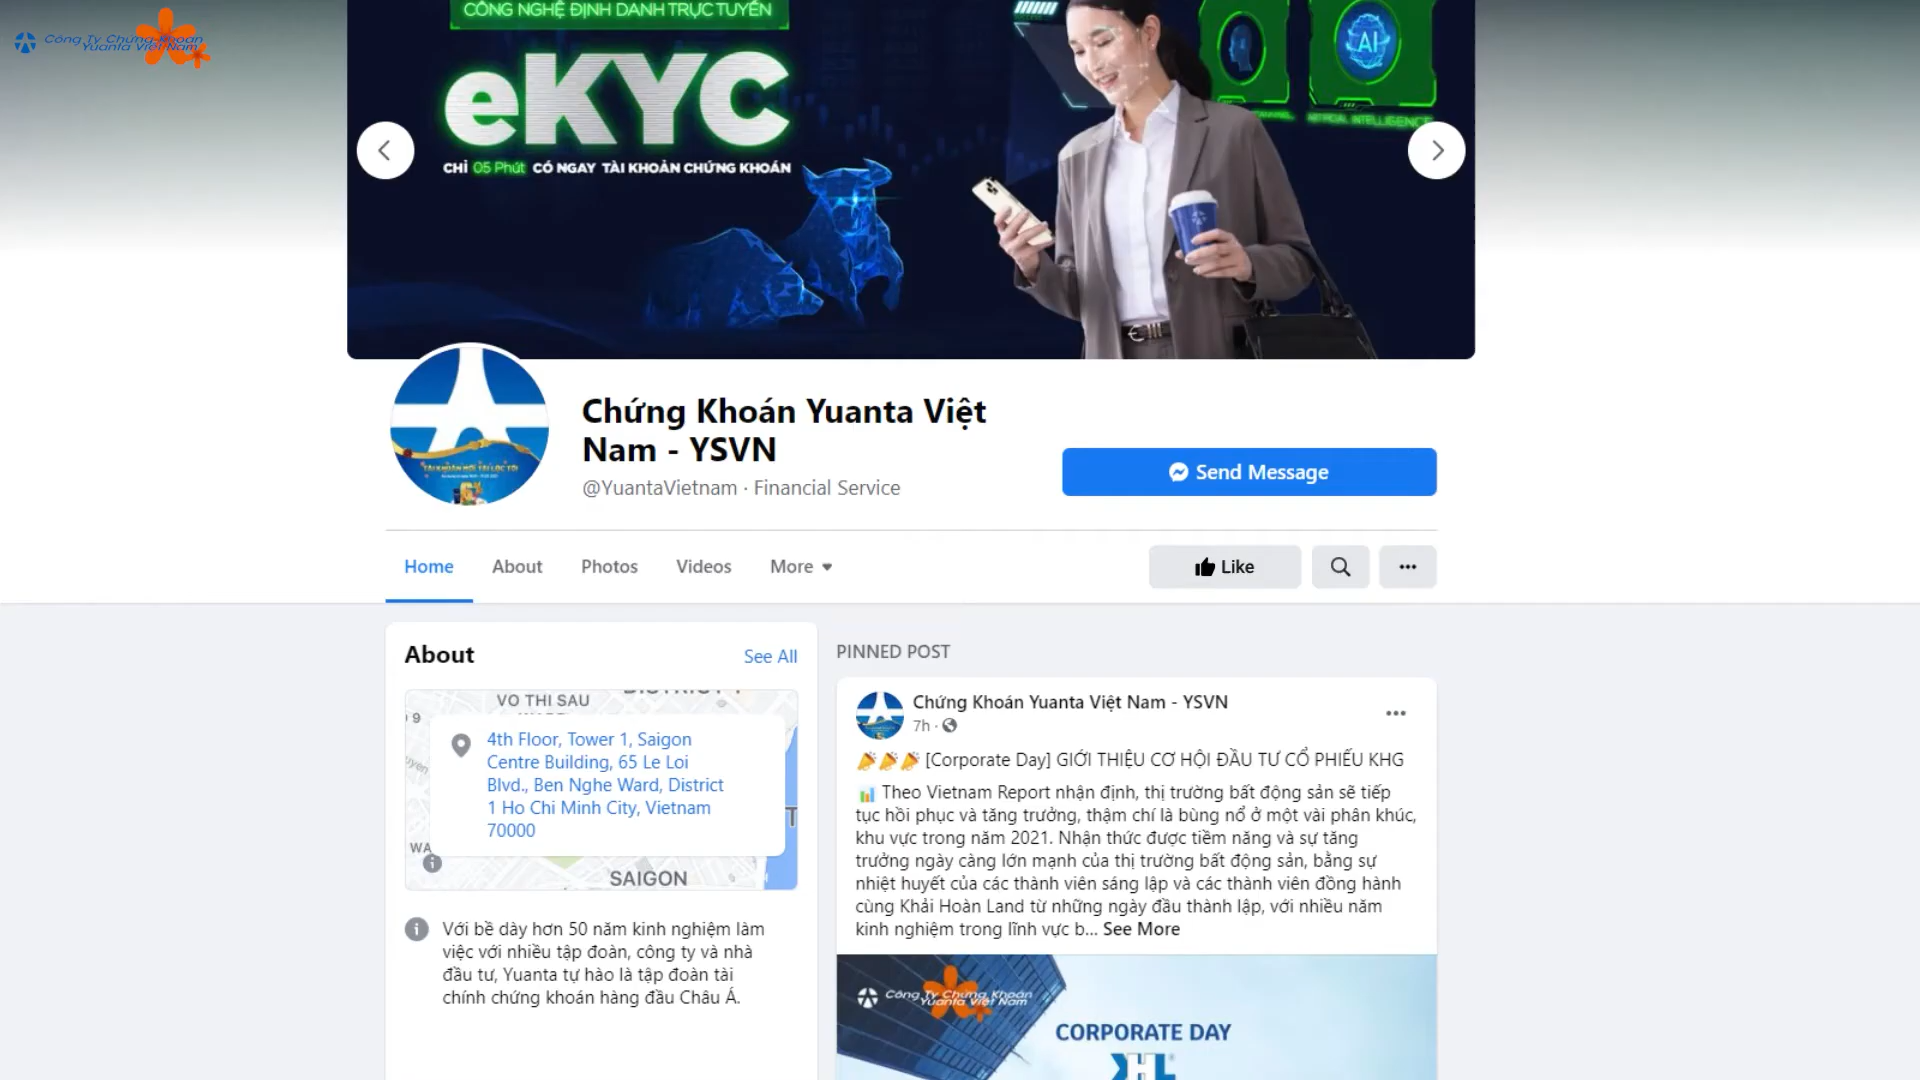 CÔNG NGHỆ ĐỊNH DANH TRỰC TUYẾN
Công Ty Chứng Khoán
Yuanta Việt Nam
eKYC
CHỈ 05 Phút CÓ NGAY TÀI KHOẢN CHỨNG KHOÁN
AI
ARTIFICIAL INTELLIGENCE
Chứng Khoán Yuanta Việt
Nam - YSVN
@YuantaVietnam · Financial Service
Send Message
Home
About
Photos
Videos
More
Like
About
See All
VO THI SAU
4th Floor, Tower 1, Saigon
Centre Building, 65 Le Loi
Blvd., Ben Nghe Ward, District
1 Ho Chi Minh City, Vietnam
70000
SAIGON
Với bề dày hơn 50 năm kinh nghiệm làm
việc với nhiều tập đoàn, công ty và nhà
đầu tư, Yuanta tự hào là tập đoàn tài
chính chứng khoán hàng đầu Châu Á.
PINNED POST
Chứng Khoán Yuanta Việt Nam - YSVN
7h ·
🎉🎉🎉 [Corporate Day] GIỚI THIỆU CƠ HỘI ĐẦU TƯ CỔ PHIẾU KHG
📊 Theo Vietnam Report nhận định, thị trường bất động sản sẽ tiếp
tục hồi phục và tăng trưởng, thậm chí là bùng nổ ở một vài phân khúc,
khu vực trong năm 2021. Nhận thức được tiềm năng và sự tăng
trưởng ngày càng lớn mạnh của thị trường bất động sản, bằng sự
nhiệt huyết của các thành viên sáng lập và các thành viên đồng hành
cùng Khải Hoàn Land từ những ngày đầu thành lập, với nhiều năm
kinh nghiệm trong lĩnh vực b... See More
Công Ty Chứng Khoán
Yuanta Việt Nam
CORPORATE DAY